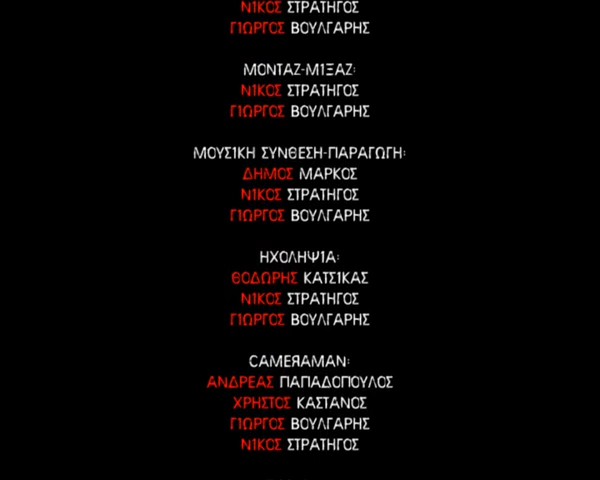 ΝΙΚΟΣ ΣΤΡΑΤΗΓΟΣ
ΓΙΩΡΓΟΣ ΒΟΥΛΓΑΡΗΣ
ΜΟΝΤΑΖ-ΜΙΞΑΖ:
ΝΙΚΟΣ ΣΤΡΑΤΗΓΟΣ
ΓΙΩΡΓΟΣ ΒΟΥΛΓΑΡΗΣ
ΜΟΥΣΙΚΗ ΣΥΝΘΕΣΗ-ΠΑΡΑΓΩΓΗ:
ΔΗΜΟΣ ΜΑΡΚΟΣ
ΝΙΚΟΣ ΣΤΡΑΤΗΓΟΣ
ΓΙΩΡΓΟΣ ΒΟΥΛΓΑΡΗΣ
ΗΧΟΛΗΨΙΑ:
ΘΟΔΩΡΗΣ ΚΑΤΣΙΚΑΣ
ΝΙΚΟΣ ΣΤΡΑΤΗΓΟΣ
ΓΙΩΡΓΟΣ ΒΟΥΛΓΑΡΗΣ
CAMERAMAN:
ΑΝΔΡΕΑΣ ΠΑΠΑΔΟΠΟΥΛΟΣ
ΧΡΗΣΤΟΣ ΚΑΣΤΑΝΟΣ
ΓΙΩΡΓΟΣ ΒΟΥΛΓΑΡΗΣ
ΝΙΚΟΣ ΣΤΡΑΤΗΓΟΣ